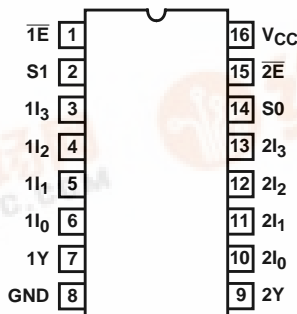 1E̅ 1 16 VCC
S1 2 15 2E̅
1I₃ 3 14 S0
1I₂ 4 13 2I₃
1I₁ 5 12 2I₂
1I₀ 6 11 2I₁
1Y 7 10 2I₀
GND 8 9 2Y